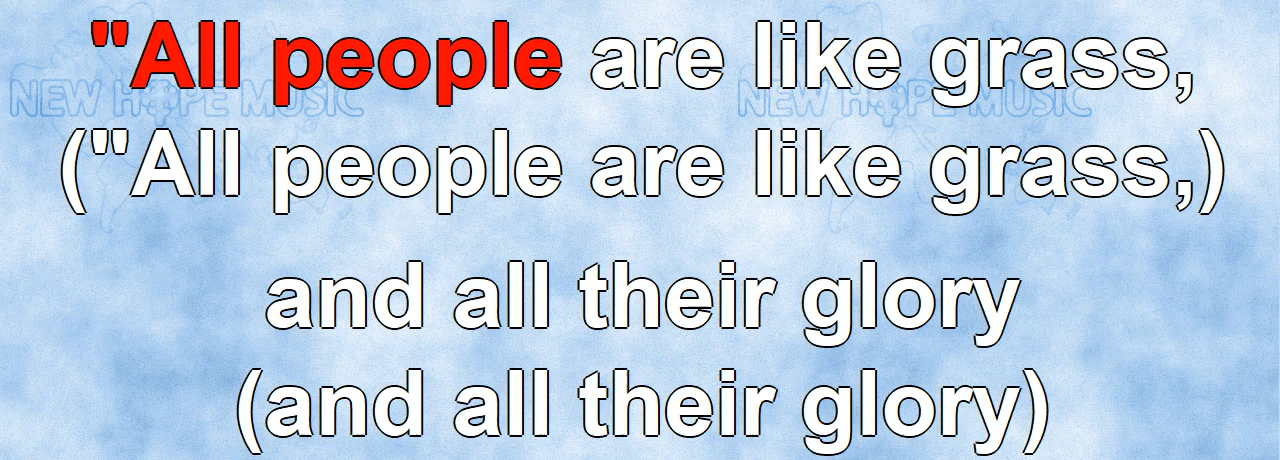 "All people are like grass,
NEW HOPE MUSIC NEW HOPE MUSIC
("All people are like grass,)
and all their glory
(and all their glory)